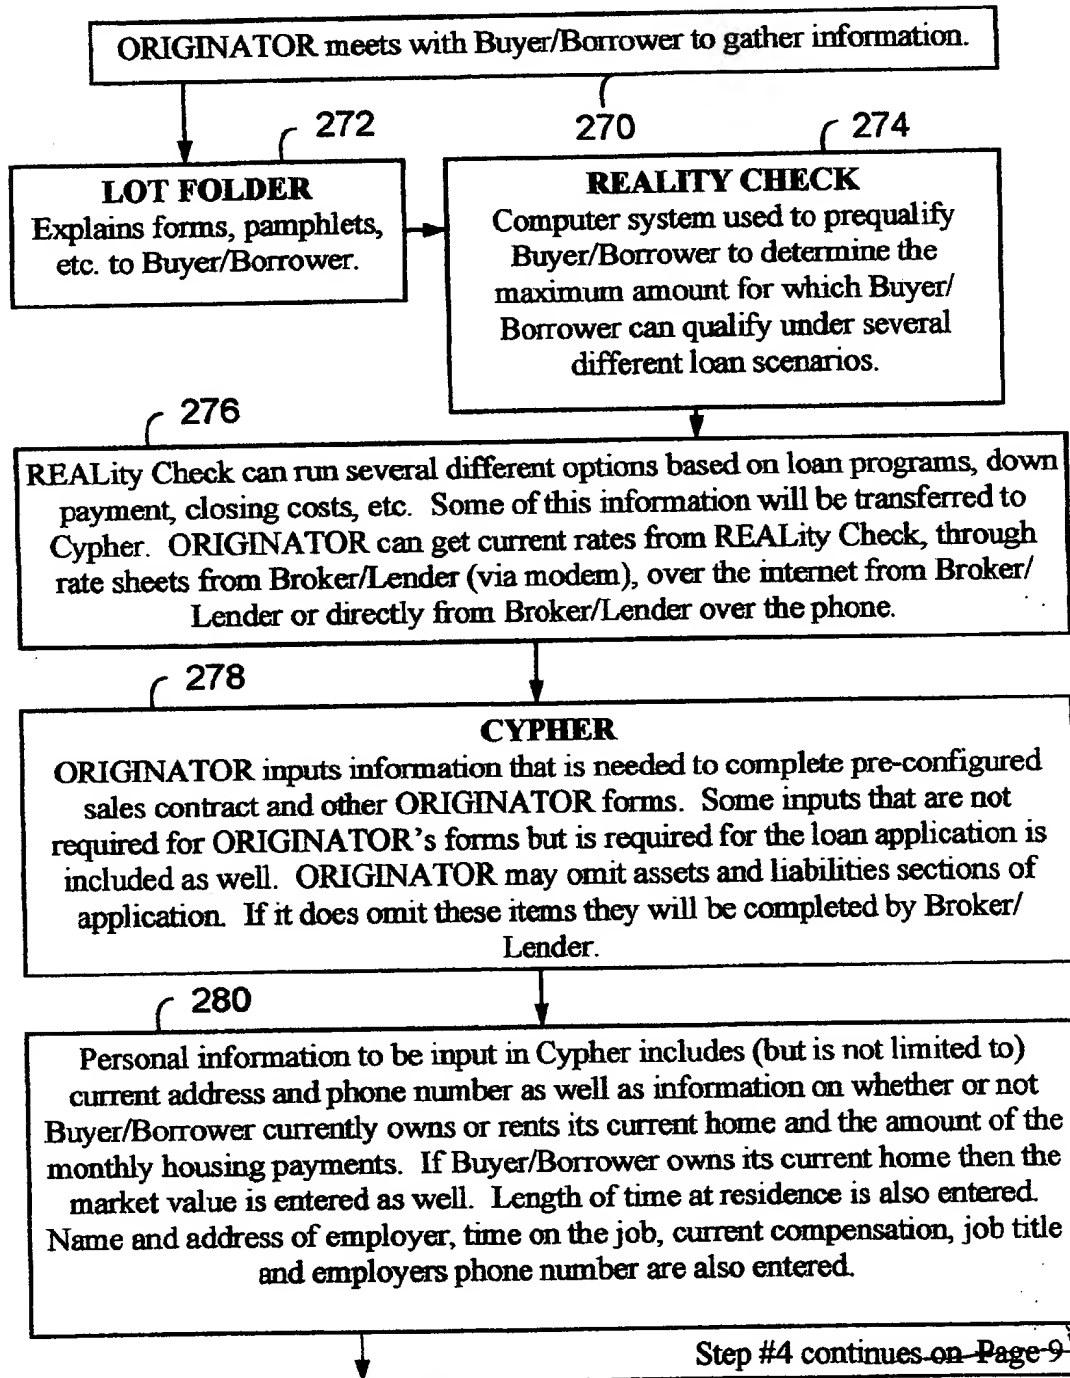 ORIGINATOR meets with Buyer/Borrower to gather information.
272
270
274
LOT FOLDER
Explains forms, pamphlets,
etc. to Buyer/Borrower.
REALITY CHECK
Computer system used to prequalify
Buyer/Borrower to determine the
maximum amount for which Buyer/
Borrower can qualify under several
different loan scenarios.
276
REALity Check can run several different options based on loan programs, down
payment, closing costs, etc. Some of this information will be transferred to
Cypher. ORIGINATOR can get current rates from REALity Check, through
rate sheets from Broker/Lender (via modem), over the internet from Broker/
Lender or directly from Broker/Lender over the phone.
278
CYPHER
ORIGINATOR inputs information that is needed to complete pre-configured
sales contract and other ORIGINATOR forms. Some inputs that are not
required for ORIGINATOR's forms but is required for the loan application is
included as well. ORIGINATOR may omit assets and liabilities sections of
application. If it does omit these items they will be completed by Broker/
Lender.
280
Personal information to be input in Cypher includes (but is not limited to)
current address and phone number as well as information on whether or not
Buyer/Borrower currently owns or rents its current home and the amount of the
monthly housing payments. If Buyer/Borrower owns its current home then the
market value is entered as well. Length of time at residence is also entered.
Name and address of employer, time on the job, current compensation, job title
and employers phone number are also entered.
Step #4 continues on Page 9